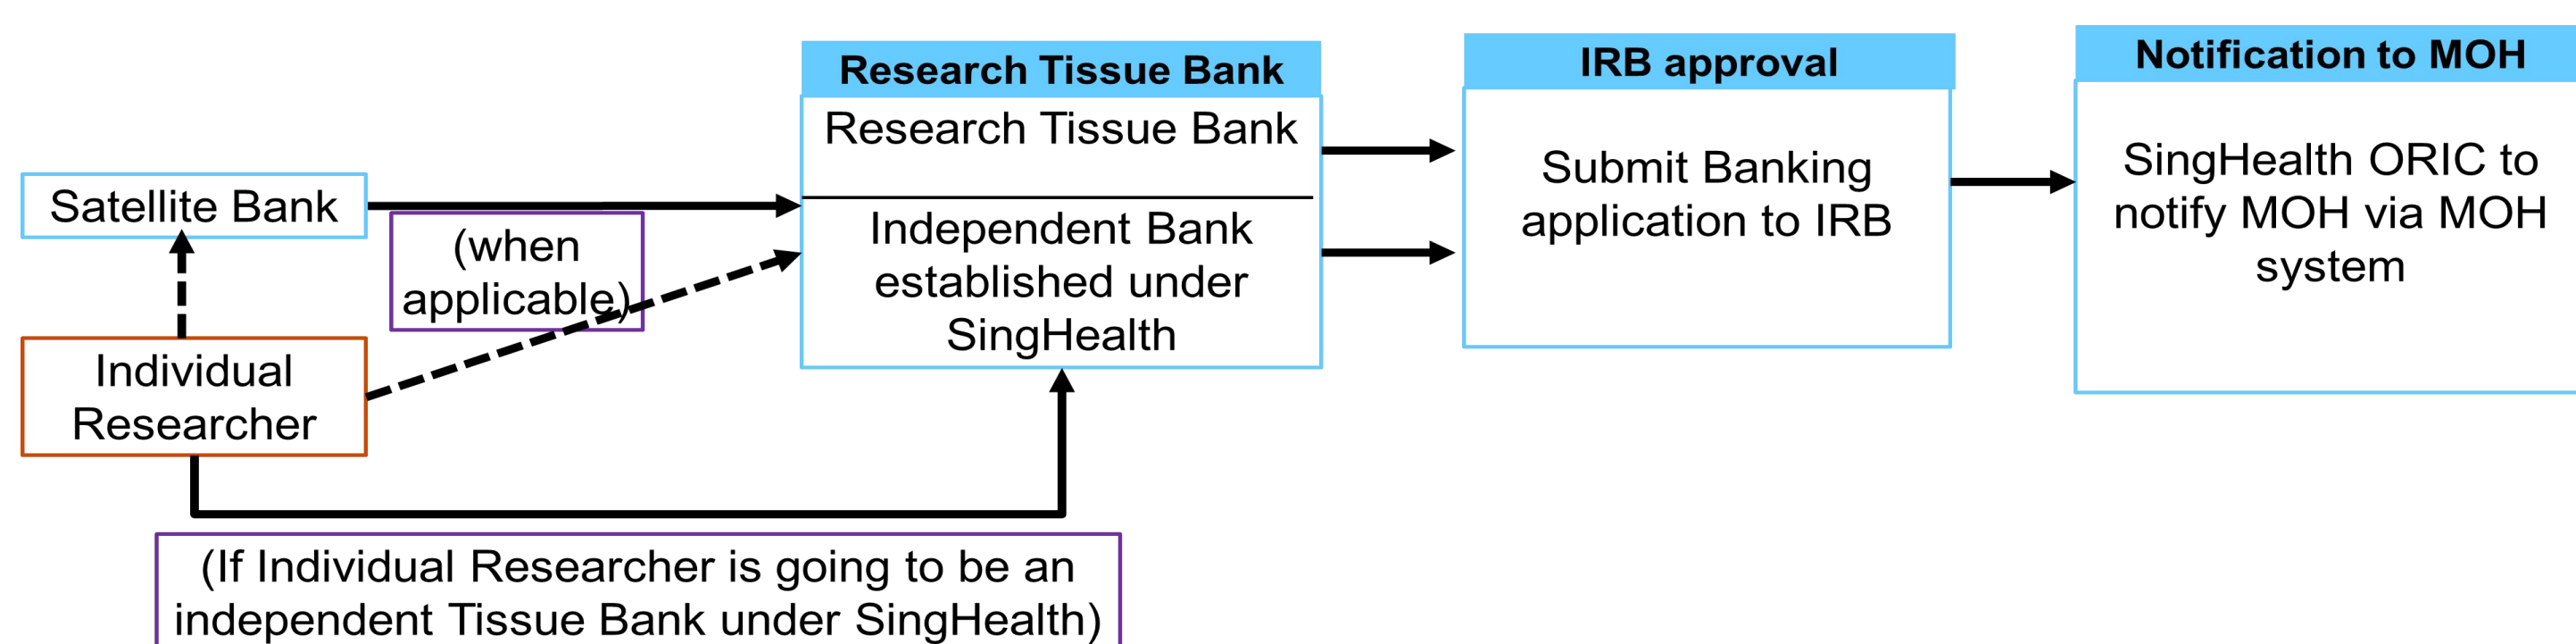 Satellite Bank
(when
applicable)
Individual
Researcher
(If Individual Researcher is going to be an
independent Tissue Bank under SingHealth)
Research Tissue Bank
Research Tissue Bank
Independent Bank
established under
SingHealth
IRB approval
Submit Banking
application to IRB
Notification to MOH
SingHealth ORIC to
notify MOH via MOH
system